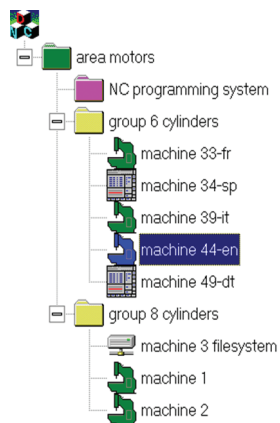 area motors
NC programming system
group 6 cylinders
machine 33-fr
machine 34-sp
machine 39-it
machine 44-en
machine 49-dt
group 8 cylinders
machine 3 filesystem
machine 1
machine 2